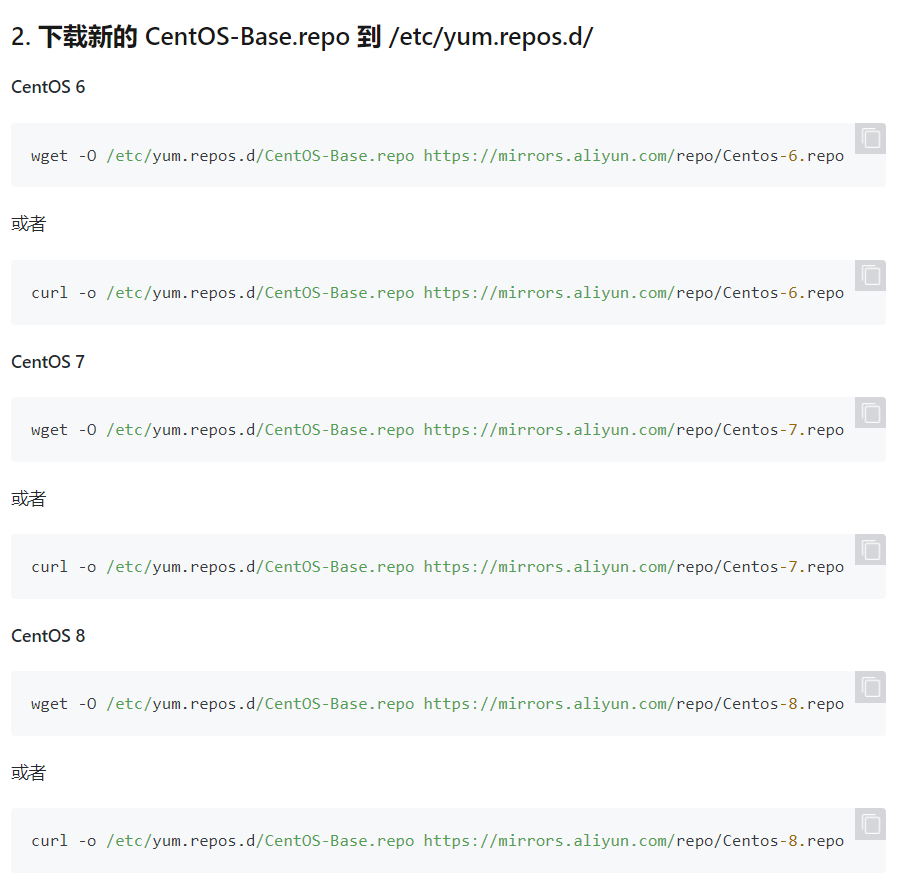 2. 下载新的 CentOS-Base.repo 到 /etc/yum.repos.d/
CentOS 6
wget -O /etc/yum.repos.d/CentOS-Base.repo https://mirrors.aliyun.com/repo/Centos-6.repo
或者
curl -o /etc/yum.repos.d/CentOS-Base.repo https://mirrors.aliyun.com/repo/Centos-6.repo
CentOS 7
wget -O /etc/yum.repos.d/CentOS-Base.repo https://mirrors.aliyun.com/repo/Centos-7.repo
或者
curl -o /etc/yum.repos.d/CentOS-Base.repo https://mirrors.aliyun.com/repo/Centos-7.repo
CentOS 8
wget -O /etc/yum.repos.d/CentOS-Base.repo https://mirrors.aliyun.com/repo/Centos-8.repo
或者
curl -o /etc/yum.repos.d/CentOS-Base.repo https://mirrors.aliyun.com/repo/Centos-8.repo